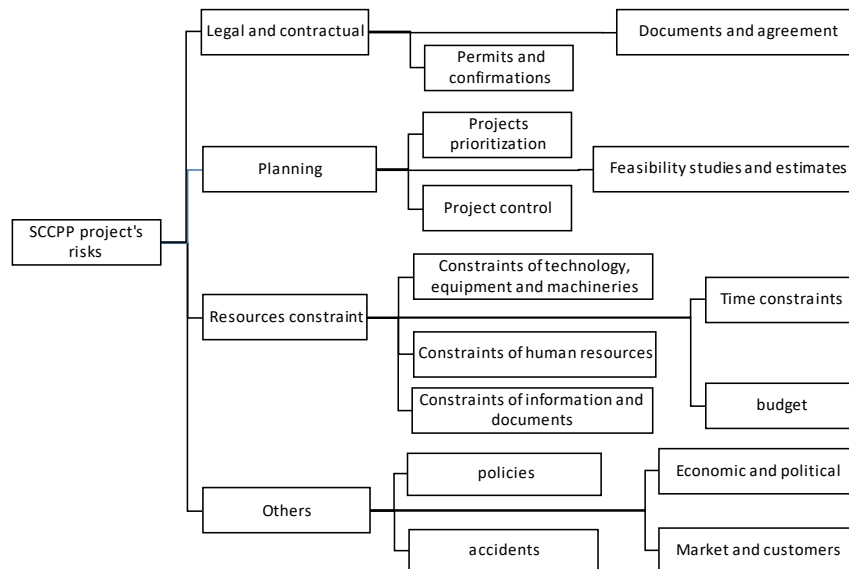 Legal and contractual
Documents and agreement
Permits and
confirmations
Projects
prioritization
Planning
Feasibility studies and estimates
Project control
SCCPP project's
risks
Constraints of technology,
equipment and machineries
Time constraints
Resources constraint
Constraints of human resources
Constraints of information and
documents
budget
policies
Economic and political
Others
accidents
Market and customers